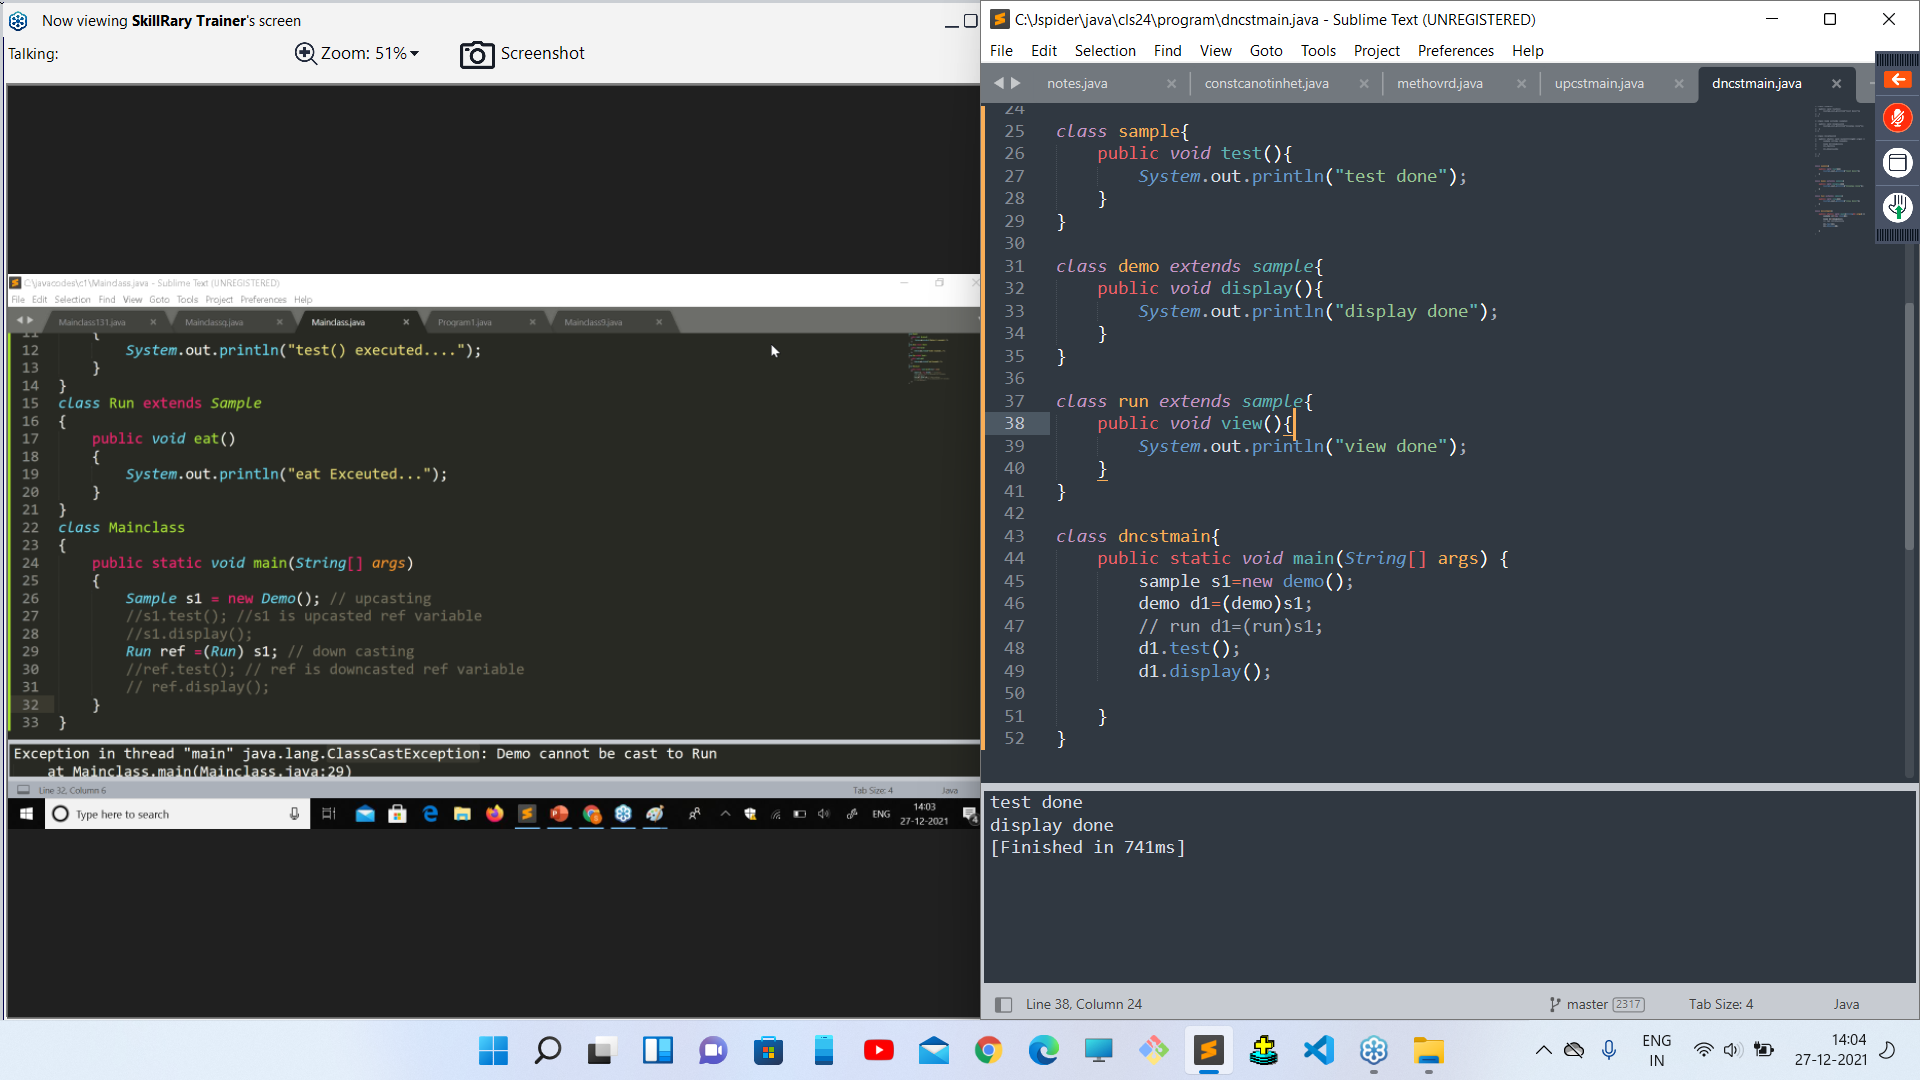 Now viewing SkillRary Trainer's screen
Talking:
Zoom: 51%
Screenshot
C:\javacodes\c1\Mainclass.java - Sublime Text (UNREGISTERED)
File Edit Selection Find View Goto Tools Project Preferences Help
Mainclass131.java
Mainclassq.java
Mainclass.java
Program1.java
Mainclass9.java
11 {
12 System.out.println("test() executed....");
13 }
14 }
15 class Run extends Sample
16 {
17 public void eat()
18 {
19 System.out.println("eat Exceuted...");
20 }
21 }
22 class Mainclass
23 {
24 public static void main(String[] args)
25 {
26 Sample s1 = new Demo(); // upcasting
27 //s1.test(); //s1 is upcasted ref variable
28 //s1.display();
29 Run ref =(Run) s1; // down casting
30 //ref.test(); // ref is downcasted ref variable
31 // ref.display();
32 }
33 }
Exception in thread "main" java.lang.ClassCastException: Demo cannot be cast to Run
at Mainclass.main(Mainclass.java:29)
Line 32, Column 6
Tab Size: 4
Java
Type here to search
ENG
14:03
27-12-2021
C:\Jspider\java\cls24\program\dncstmain.java - Sublime Text (UNREGISTERED)
File Edit Selection Find View Goto Tools Project Preferences Help
notes.java
constcanotinhet.java
methovrd.java
upcstmain.java
dncstmain.java
24
25 class sample{
26 public void test(){
27 System.out.println("test done");
28 }
29 }
30
31 class demo extends sample{
32 public void display(){
33 System.out.println("display done");
34 }
35 }
36
37 class run extends sample{
38 public void view(){
39 System.out.println("view done");
40 }
41 }
42
43 class dncstmain{
44 public static void main(String[] args) {
45 sample s1=new demo();
46 demo d1=(demo)s1;
47 // run d1=(run)s1;
48 d1.test();
49 d1.display();
50
51 }
52 }
test done
display done
[Finished in 741ms]
Line 38, Column 24
master 2317
Tab Size: 4
Java
ENG
IN
14:04
27-12-2021